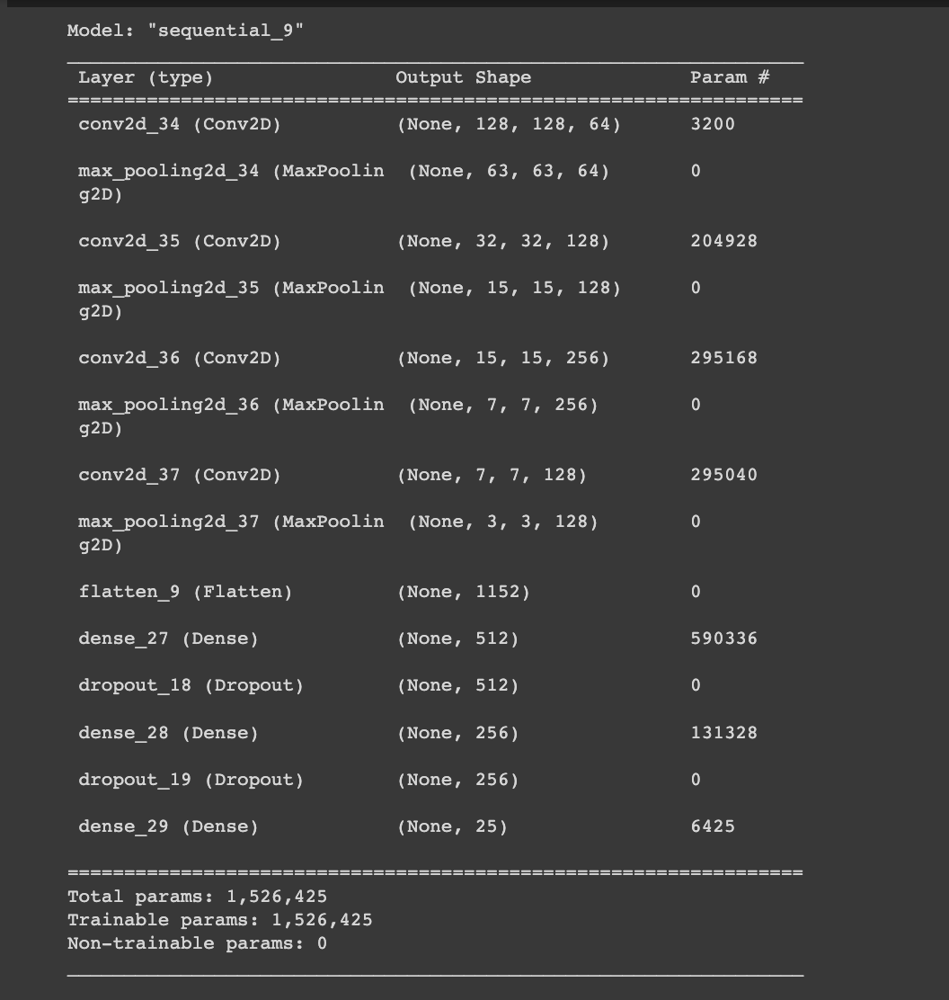 Model: "sequential_9"
Layer (type) Output Shape Param #
=================================================================
conv2d_34 (Conv2D) (None, 128, 128, 64) 3200
max_pooling2d_34 (MaxPoolin (None, 63, 63, 64) 0
g2D)
conv2d_35 (Conv2D) (None, 32, 32, 128) 204928
max_pooling2d_35 (MaxPoolin (None, 15, 15, 128) 0
g2D)
conv2d_36 (Conv2D) (None, 15, 15, 256) 295168
max_pooling2d_36 (MaxPoolin (None, 7, 7, 256) 0
g2D)
conv2d_37 (Conv2D) (None, 7, 7, 128) 295040
max_pooling2d_37 (MaxPoolin (None, 3, 3, 128) 0
g2D)
flatten_9 (Flatten) (None, 1152) 0
dense_27 (Dense) (None, 512) 590336
dropout_18 (Dropout) (None, 512) 0
dense_28 (Dense) (None, 256) 131328
dropout_19 (Dropout) (None, 256) 0
dense_29 (Dense) (None, 25) 6425
=================================================================
Total params: 1,526,425
Trainable params: 1,526,425
Non-trainable params: 0